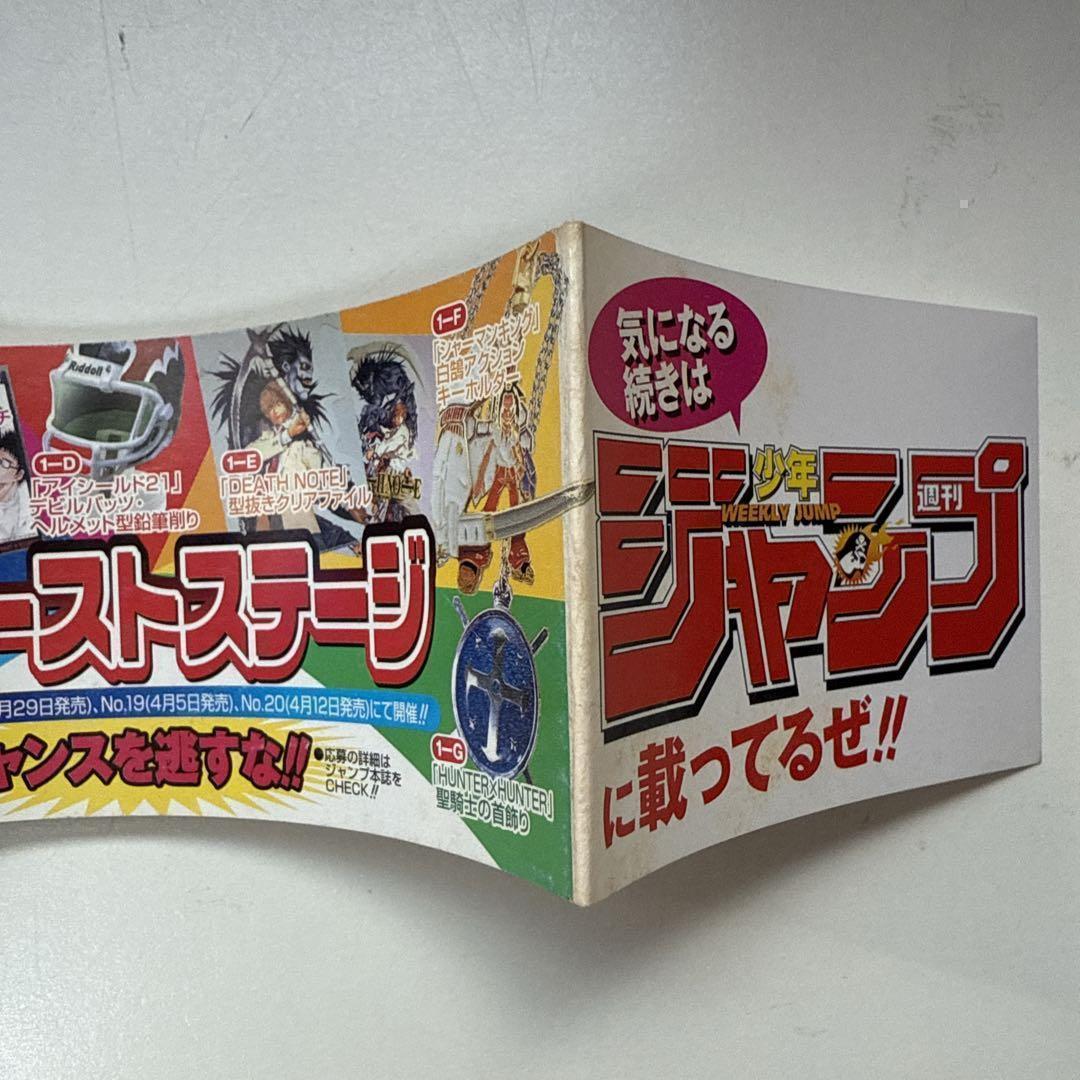 Riddell
1-D
「アイシールド21」
デビルバッツ・
ヘルメット型鉛筆削り
1-E
「DEATH NOTE」
型抜きクリアファイル
1-F
「シャーマンキング」
白鵠アクション
キーホルダー
ーストステージ
月29日発売)、No.19(4月5日発売)、No.20(4月12日発売)にて開催!!
ャンスを逃すな!!
●応募の詳細は
ジャンプ本誌を
CHECK!!
1-G
「HUNTER×HUNTER」
聖騎士の首飾り
気になる
続きは
週刊
少年
ジャンプ
WEEKLY JUMP
に載ってるぜ!!